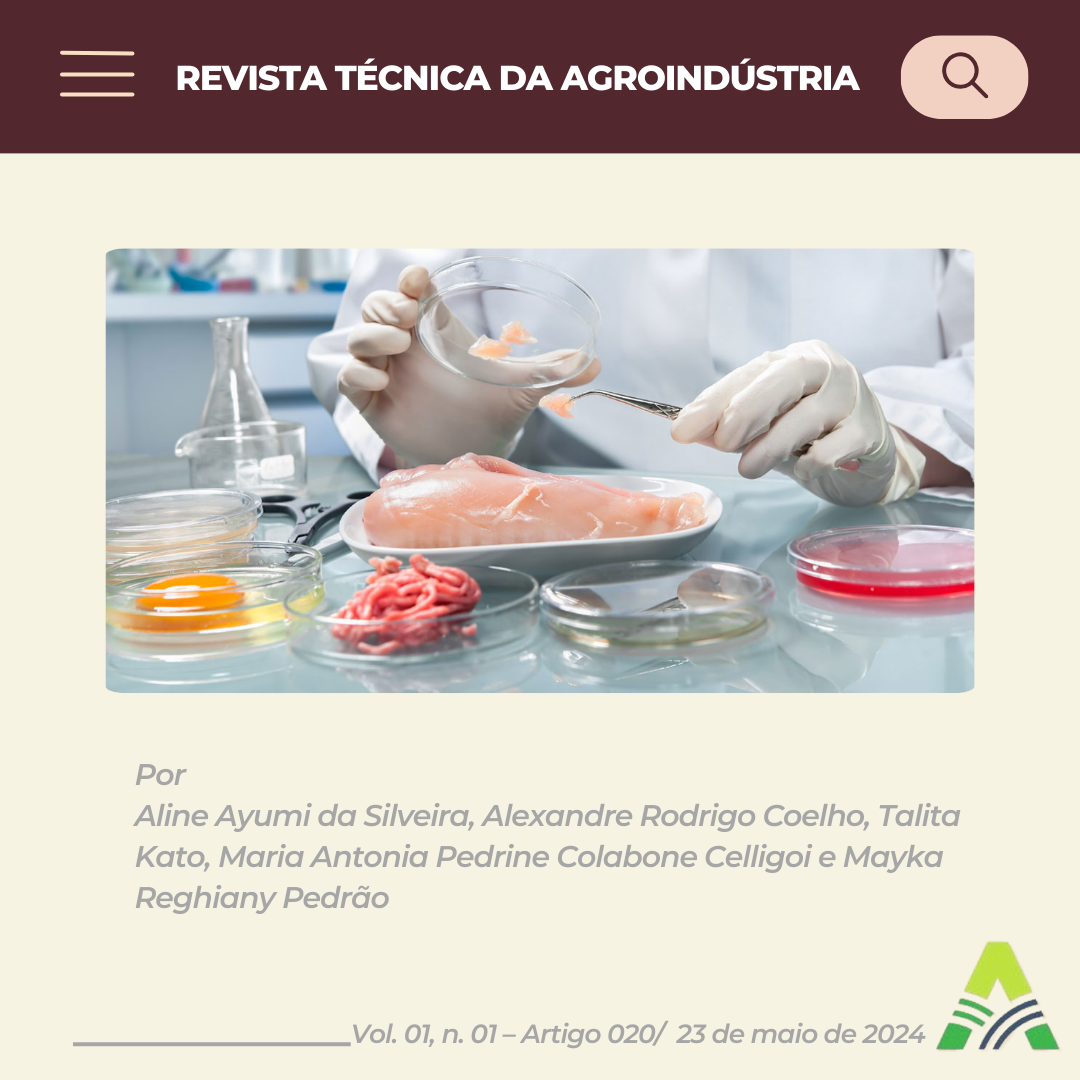 REVISTA TÉCNICA DA AGROINDÚSTRIA
Por
Aline Ayumi da Silveira, Alexandre Rodrigo Coelho, Talita
Kato, Maria Antonia Pedrine Colabone Celligoi e Mayka
Reghiany Pedrão
Vol. 01, n. 01 – Artigo 020/ 23 de maio de 2024